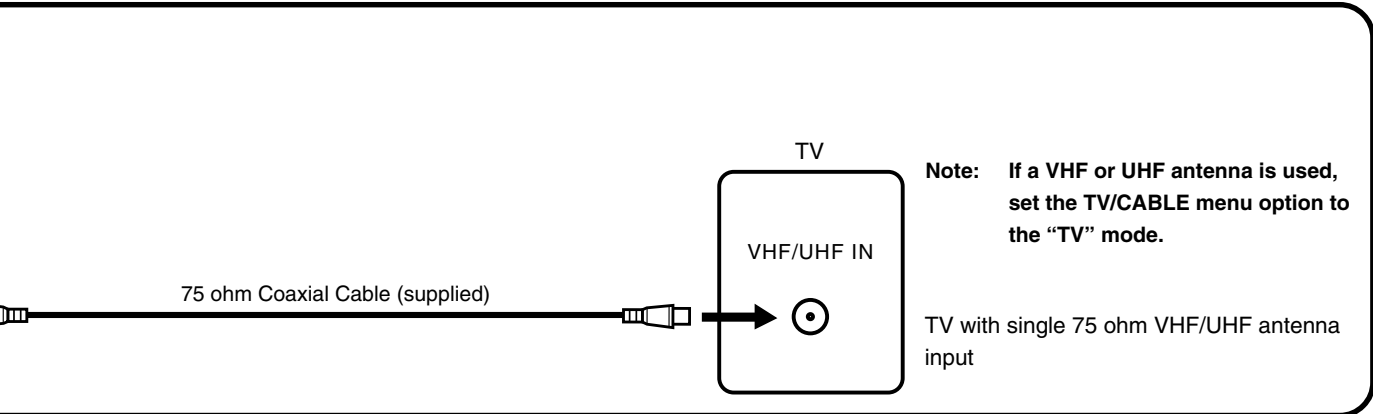 TV
Note: If a VHF or UHF antenna is used,
set the TV/CABLE menu option to
the “TV” mode.
VHF/UHF IN
75 ohm Coaxial Cable (supplied)
TV with single 75 ohm VHF/UHF antenna
input